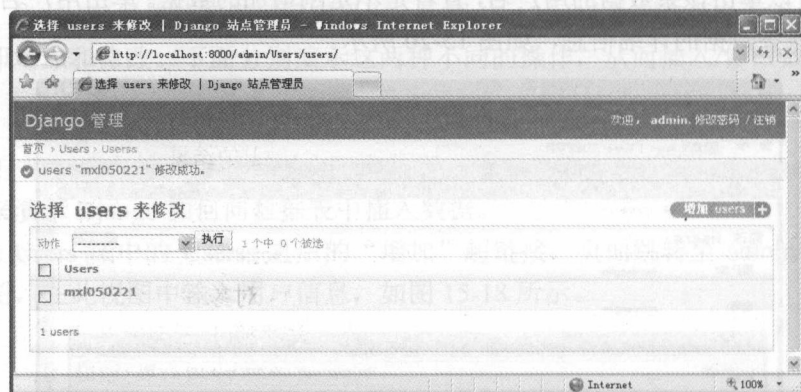 选择 users 来修改 | Django 站点管理员 - Windows Internet Explorer
http://localhost:8000/admin/Users/users/
选择 users 来修改 | Django 站点管理员
Django 管理
欢迎, admin. 修改密码 / 注销
首页 › Users › Userss
users "mxl050221" 修改成功。
选择 users 来修改
增加 users
动作 --------- 执行 1 个中 0 个被选
Users
mxl050221
1 users
Internet 100%